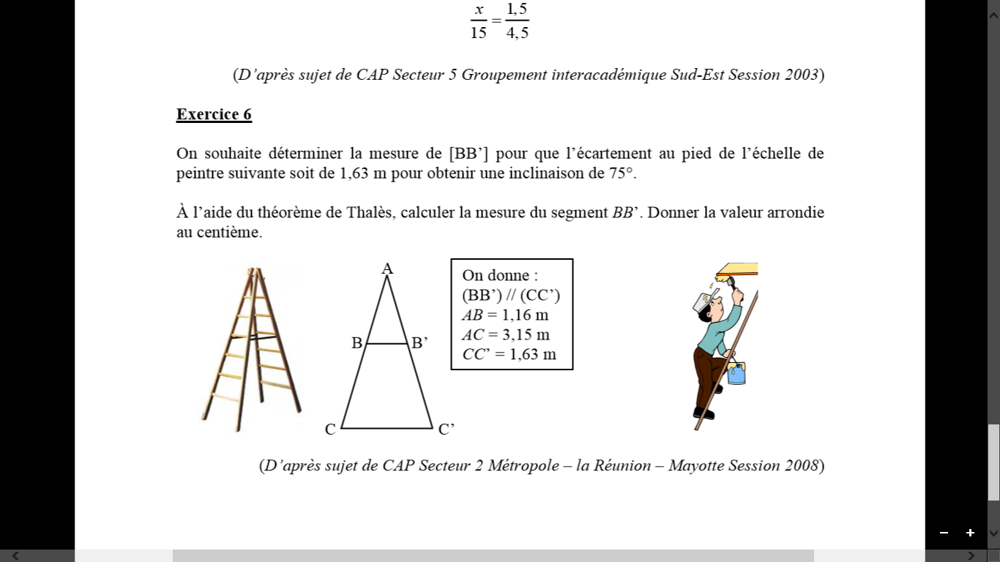 x/15 = 1,5/4,5
(D’après sujet de CAP Secteur 5 Groupement interacadémique Sud-Est Session 2003)
Exercice 6
On souhaite déterminer la mesure de [BB’] pour que l’écartement au pied de l’échelle de
peintre suivante soit de 1,63 m pour obtenir une inclinaison de 75°.
À l’aide du théorème de Thalès, calculer la mesure du segment BB’. Donner la valeur arrondie
au centième.
A
B B’
C C’
On donne :
(BB’) // (CC’)
AB = 1,16 m
AC = 3,15 m
CC’ = 1,63 m
(D’après sujet de CAP Secteur 2 Métropole – la Réunion – Mayotte Session 2008)